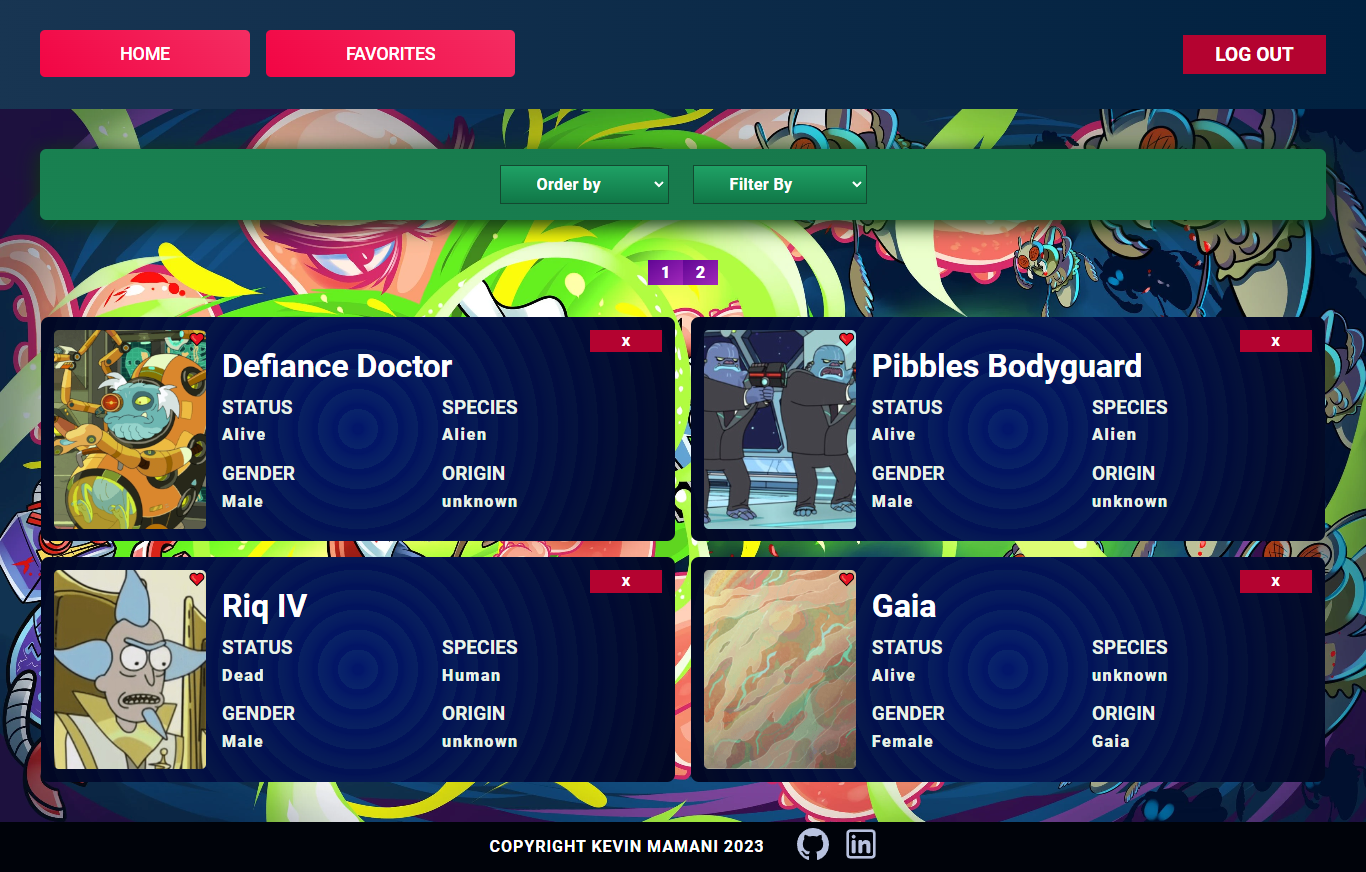 HOME FAVORITES LOG OUT
Order by Filter By
1 2
x
Defiance Doctor
STATUS SPECIES
Alive Alien
GENDER ORIGIN
Male unknown
x
Pibbles Bodyguard
STATUS SPECIES
Alive Alien
GENDER ORIGIN
Male unknown
x
Riq IV
STATUS SPECIES
Dead Human
GENDER ORIGIN
Male unknown
x
Gaia
STATUS SPECIES
Alive unknown
GENDER ORIGIN
Female Gaia
COPYRIGHT KEVIN MAMANI 2023 in